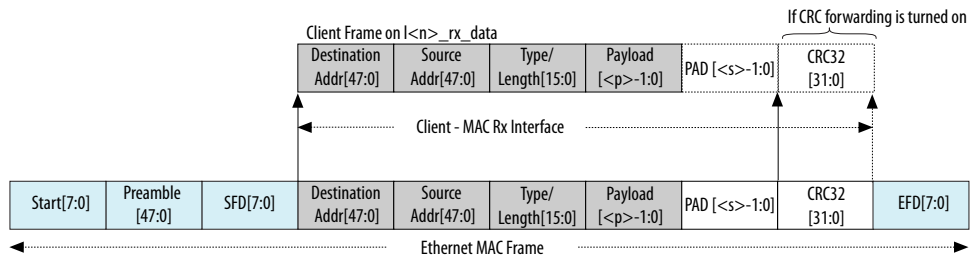 If CRC forwarding is turned on
Client Frame on l<n>_rx_data
Destination Addr[47:0]
Source Addr[47:0]
Type/ Length[15:0]
Payload [<p>-1:0]
PAD [<s>-1:0]
CRC32 [31:0]
Client - MAC Rx Interface
Start[7:0]
Preamble [47:0]
SFD[7:0]
Destination Addr[47:0]
Source Addr[47:0]
Type/ Length[15:0]
Payload [<p>-1:0]
PAD [<s>-1:0]
CRC32 [31:0]
EFD[7:0]
Ethernet MAC Frame